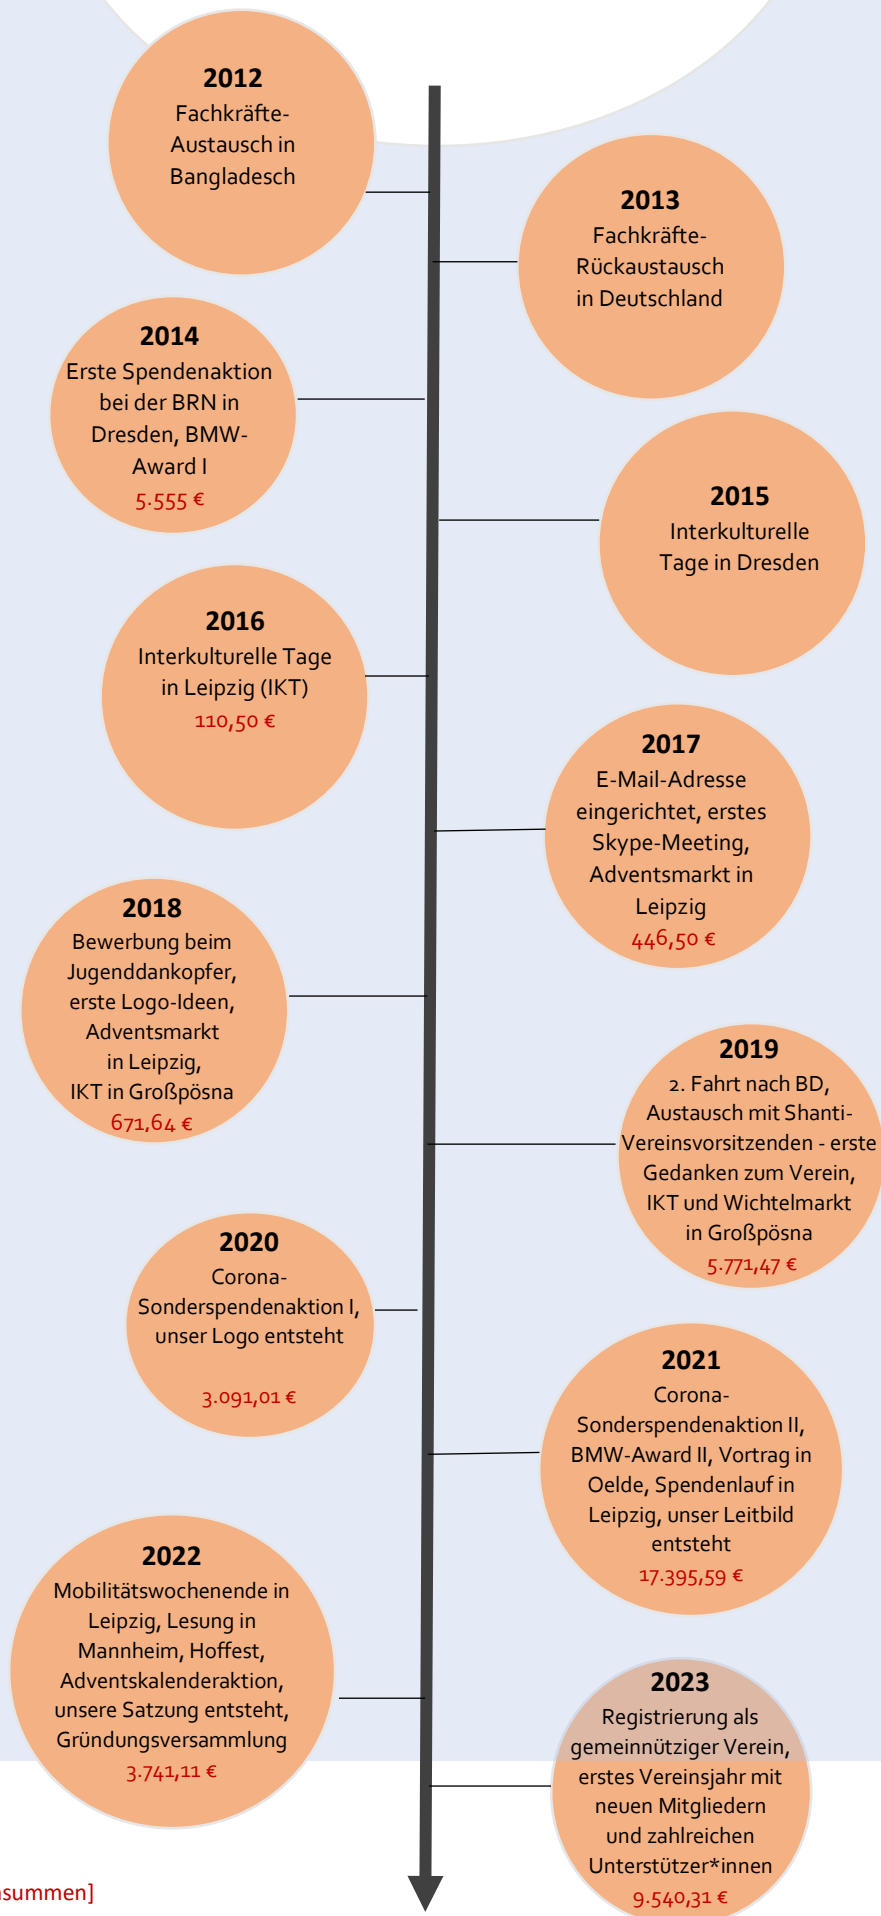 2012
Fachkräfte-
Austausch in
Bangladesch
2013
Fachkräfte-
Rückaustausch
in Deutschland
2014
Erste Spendenaktion
bei der BRN in
Dresden, BMW-
Award I
5.555 €
2015
Interkulturelle
Tage in Dresden
2016
Interkulturelle Tage
in Leipzig (IKT)
110,50 €
2017
E-Mail-Adresse
eingerichtet, erstes
Skype-Meeting,
Adventsmarkt in
Leipzig
446,50 €
2018
Bewerbung beim
Jugenddankopfer,
erste Logo-Ideen,
Adventsmarkt
in Leipzig,
IKT in Großpösna
671,64 €
2019
2. Fahrt nach BD,
Austausch mit Shanti-
Vereinsvorsitzenden - erste
Gedanken zum Verein,
IKT und Wichtelmarkt
in Großpösna
5.771,47 €
2020
Corona-
Sonderspendenaktion I,
unser Logo entsteht
3.091,01 €
2021
Corona-
Sonderspendenaktion II,
BMW-Award II, Vortrag in
Oelde, Spendenlauf in
Leipzig, unser Leitbild
entsteht
17.395,59 €
2022
Mobilitätswochenende in
Leipzig, Lesung in
Mannheim, Hoffest,
Adventskalenderaktion,
unsere Satzung entsteht,
Gründungsversammlung
3.741,11 €
2023
Registrierung als
gemeinnütziger Verein,
erstes Vereinsjahr mit
neuen Mitgliedern
und zahlreichen
Unterstützer*innen
9.540,31 €
summen]